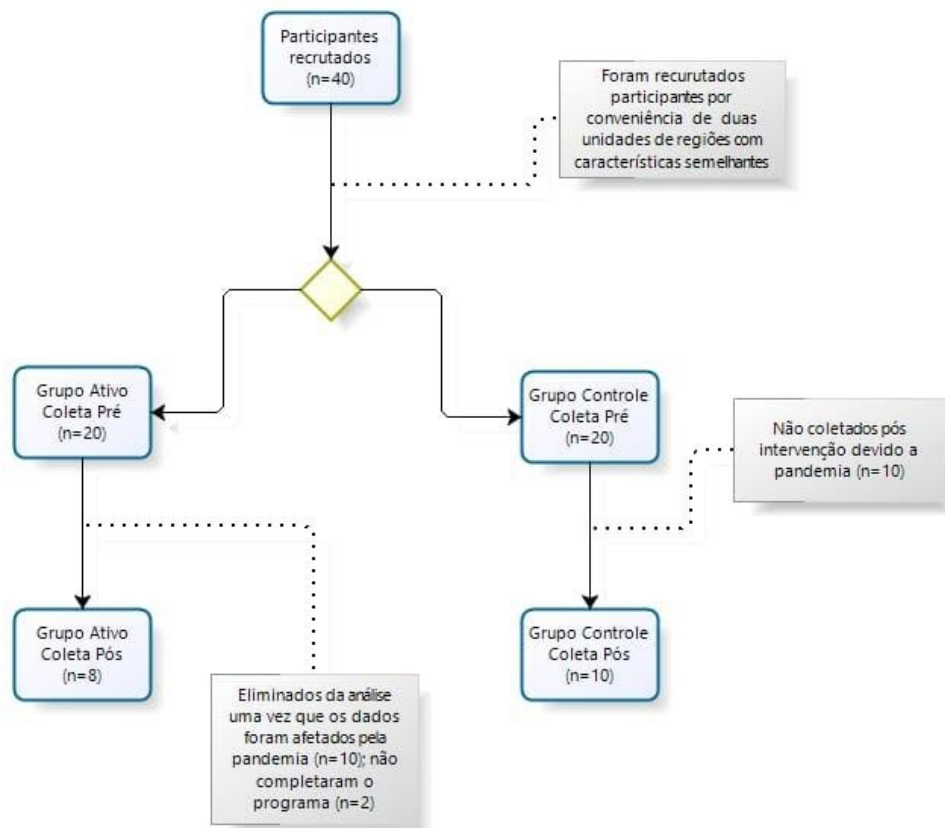 Participantes
recrutados
(n=40)
Foram recurutados
participantes por
conveniência de duas
unidades de regiões com
características semelhantes
Grupo Ativo
Coleta Pré
(n=20)
Grupo Controle
Coleta Pré
(n=20)
Não coletados pós
intervenção devido a
pandemia (n=10)
Grupo Ativo
Coleta Pós
(n=8)
Grupo Controle
Coleta Pós
(n=10)
Eliminados da análise
uma vez que os dados
foram afetados pela
pandemia (n=10); não
completaram o
programa (n=2)